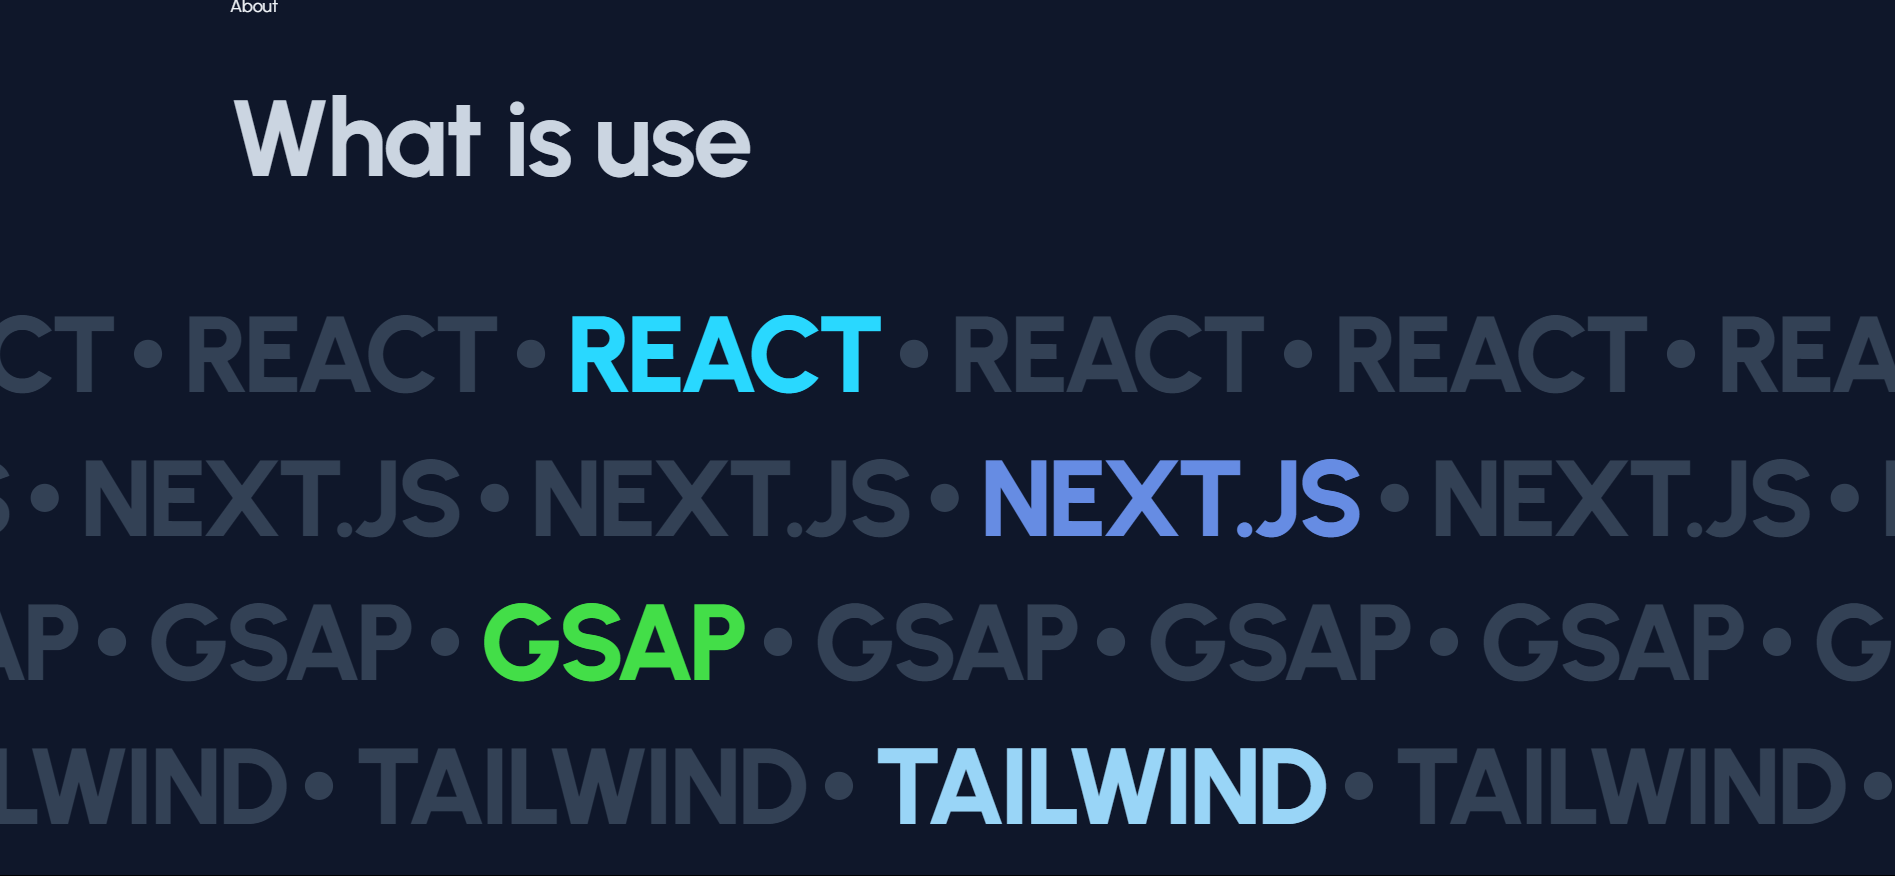 About
What is use
CT • REACT • REACT • REACT • REACT • REA
S • NEXT.JS • NEXT.JS • NEXT.JS • NEXT.JS •
AP • GSAP • GSAP • GSAP • GSAP • GSAP • G
LWIND • TAILWIND • TAILWIND • TAILWIND •